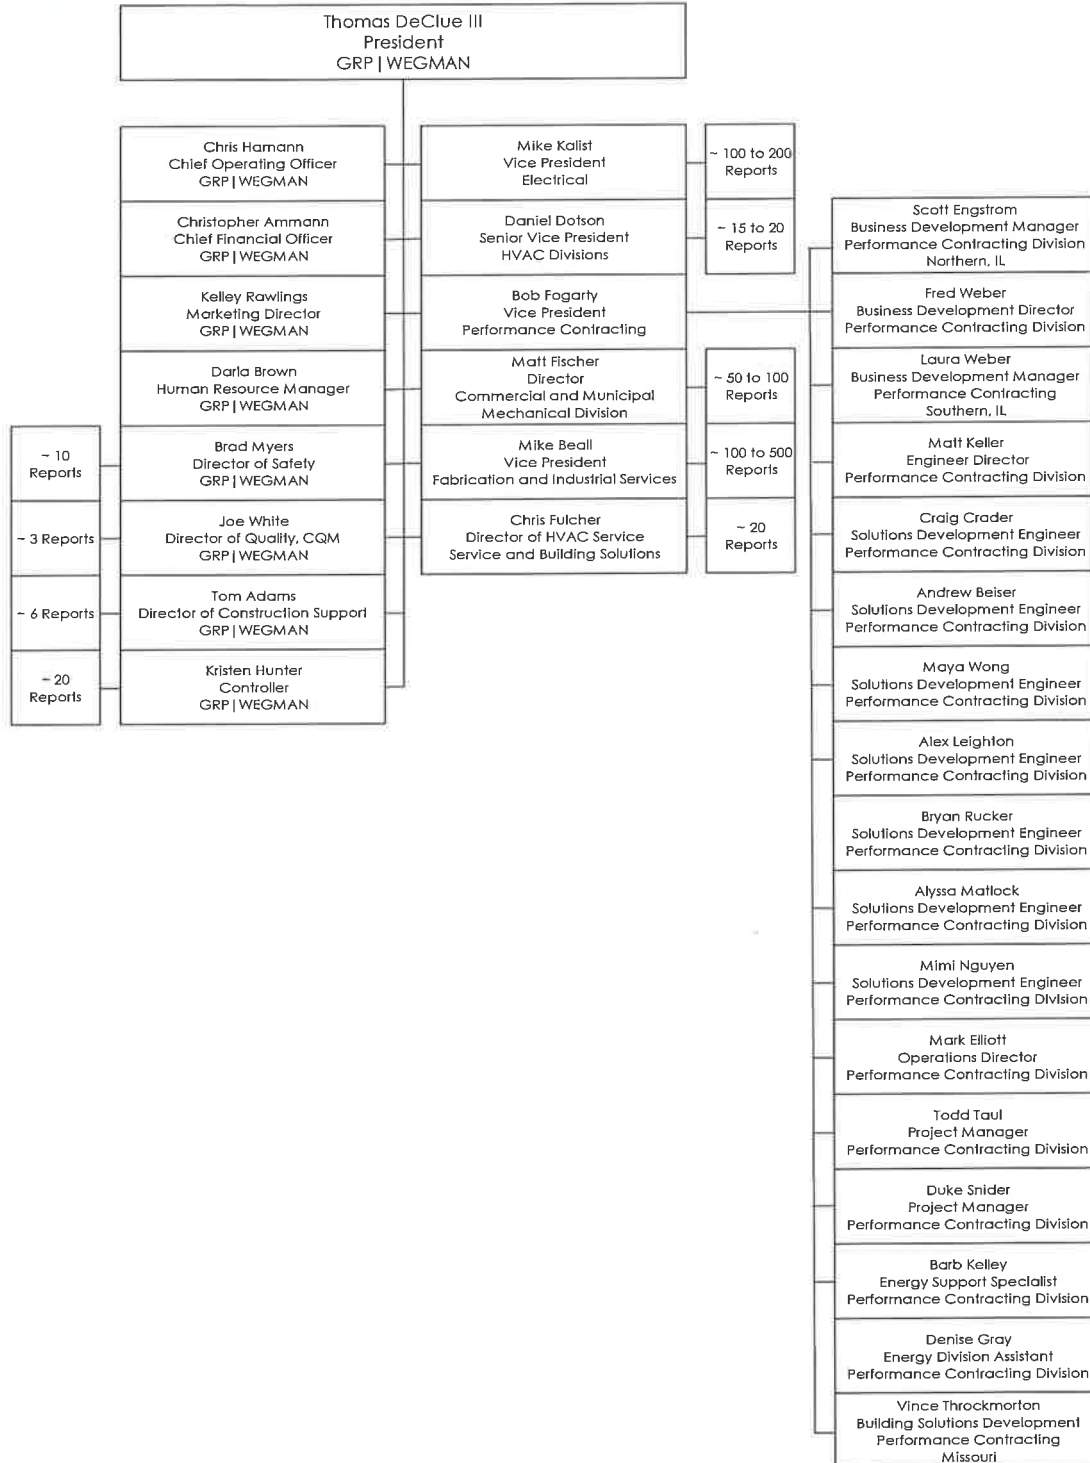 Thomas DeClue III
President
GRP | WEGMAN
Chris Hamann
Chief Operating Officer
GRP | WEGMAN
Christopher Ammann
Chief Financial Officer
GRP | WEGMAN
Kelley Rawlings
Marketing Director
GRP | WEGMAN
Darla Brown
Human Resource Manager
GRP | WEGMAN
~ 10
Reports
Brad Myers
Director of Safety
GRP | WEGMAN
~ 3 Reports
Joe White
Director of Quality, CQM
GRP | WEGMAN
~ 6 Reports
Tom Adams
Director of Construction Support
GRP | WEGMAN
~ 20
Reports
Kristen Hunter
Controller
GRP | WEGMAN
Mike Kalist
Vice President
Electrical
~ 100 to 200
Reports
Daniel Dotson
Senior Vice President
HVAC Divisions
~ 15 to 20
Reports
Bob Fogarty
Vice President
Performance Contracting
Matt Fischer
Director
Commercial and Municipal
Mechanical Division
~ 50 to 100
Reports
Mike Beall
Vice President
Fabrication and Industrial Services
~ 100 to 500
Reports
Chris Fulcher
Director of HVAC Service
Service and Building Solutions
~ 20
Reports
Scott Engstrom
Business Development Manager
Performance Contracting Division
Northern, IL
Fred Weber
Business Development Director
Performance Contracting Division
Laura Weber
Business Development Manager
Performance Contracting
Southern, IL
Matt Keller
Engineer Director
Performance Contracting Division
Craig Crader
Solutions Development Engineer
Performance Contracting Division
Andrew Beiser
Solutions Development Engineer
Performance Contracting Division
Maya Wong
Solutions Development Engineer
Performance Contracting Division
Alex Leighton
Solutions Development Engineer
Performance Contracting Division
Bryan Rucker
Solutions Development Engineer
Performance Contracting Division
Alyssa Matlock
Solutions Development Engineer
Performance Contracting Division
Mimi Nguyen
Solutions Development Engineer
Performance Contracting Division
Mark Elliott
Operations Director
Performance Contracting Division
Todd Taul
Project Manager
Performance Contracting Division
Duke Snider
Project Manager
Performance Contracting Division
Barb Kelley
Energy Support Specialist
Performance Contracting Division
Denise Gray
Energy Division Assistant
Performance Contracting Division
Vince Throckmorton
Building Solutions Development
Performance Contracting
Missouri